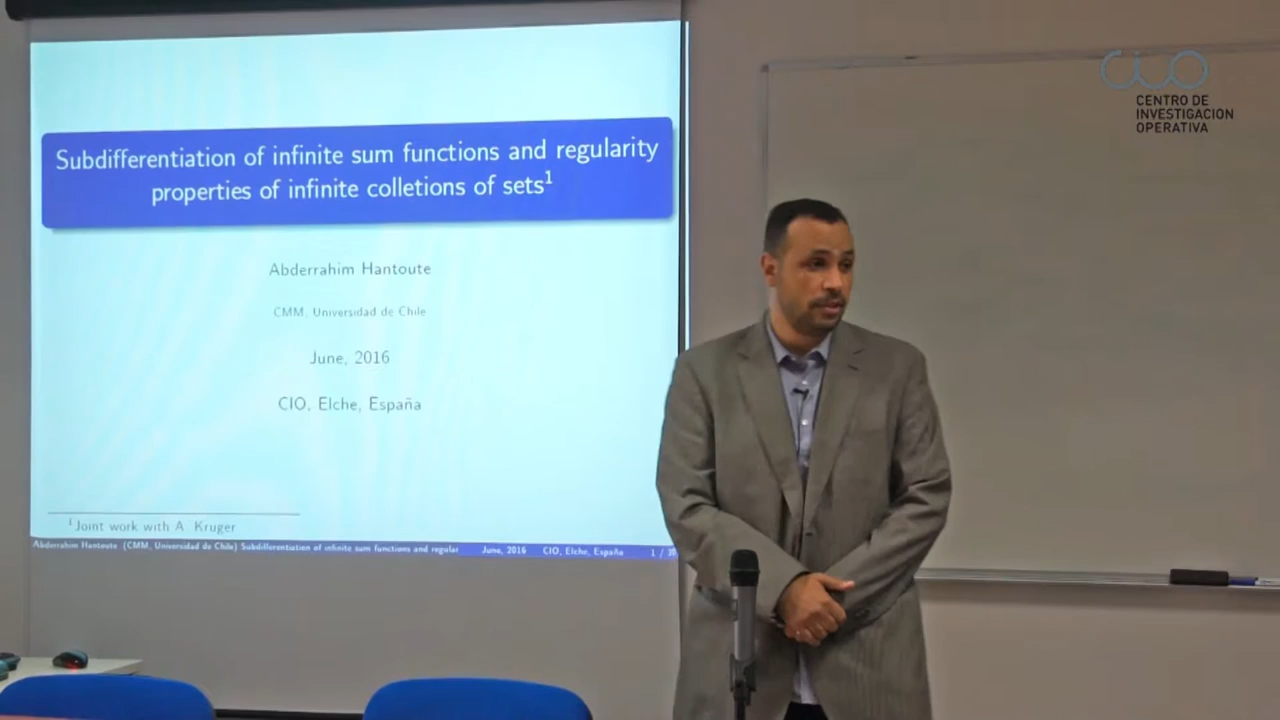 Subdifferentiation of infinite sum functions and regularity
properties of infinite colletions of sets¹
Abderrahim Hantoute
CMM, Universidad de Chile
June, 2016
CIO, Elche, España
¹Joint work with A. Kruger
Abderrahim Hantoute (CMM, Universidad de Chile) Subdifferentiation of infinite sum functions and regular June, 2016 CIO, Elche, España 1 /
CIO
CENTRO DE
INVESTIGACION
OPERATIVA